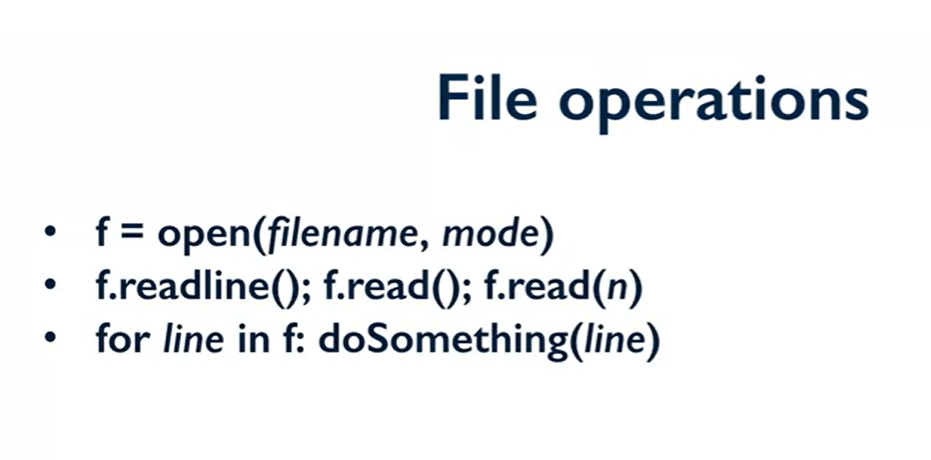 File operations
• f = open(filename, mode)
• f.readline(); f.read(); f.read(n)
• for line in f: doSomething(line)